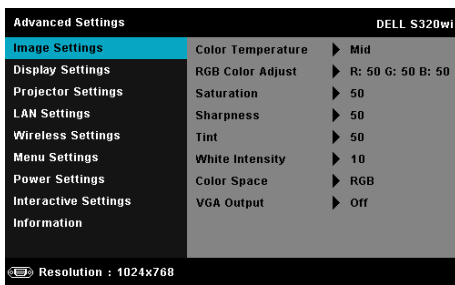 Advanced Settings DELL S320wi
Image Settings Color Temperature Mid
Display Settings RGB Color Adjust R: 50 G: 50 B: 50
Projector Settings Saturation 50
LAN Settings Sharpness 50
Wireless Settings Tint 50
Menu Settings White Intensity 10
Power Settings Color Space RGB
Interactive Settings VGA Output Off
Information
Resolution : 1024x768